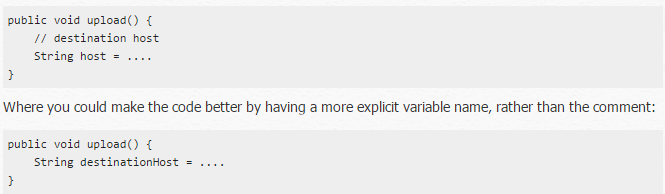 public void upload() {
    // destination host
    String host = ....
}
Where you could make the code better by having a more explicit variable name, rather than the comment:
public void upload() {
    String destinationHost = ....
}